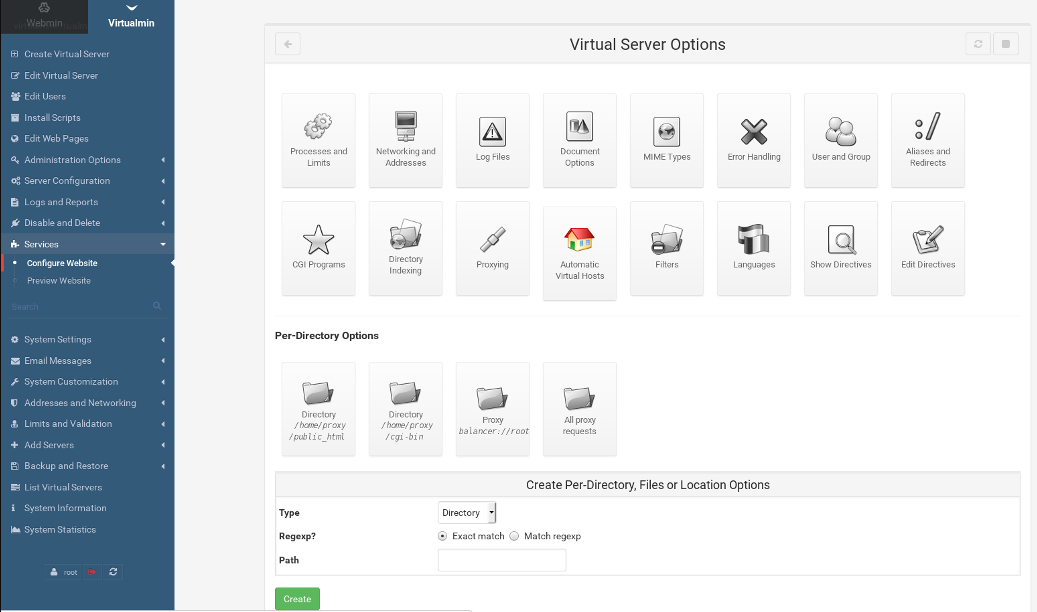 Webmin
Virtualmin
Create Virtual Server
Edit Virtual Server
Edit Users
Install Scripts
Edit Web Pages
Administration Options
Server Configuration
Logs and Reports
Disable and Delete
Services
Configure Website
Preview Website
Search
System Settings
Email Messages
System Customization
Addresses and Networking
Limits and Validation
Add Servers
Backup and Restore
List Virtual Servers
System Information
System Statistics
root
Virtual Server Options
Processes and
Limits
Networking and
Addresses
Log Files
Document
Options
MIME Types
Error Handling
User and Group
Aliases and
Redirects
CGI Programs
Directory
Indexing
Proxying
Automatic
Virtual Hosts
Filters
Languages
Show Directives
Edit Directives
Per-Directory Options
Directory
/home/proxy
/public_html
Directory
/home/proxy
/cgi-bin
Proxy
balancer://root
All proxy
requests
Create Per-Directory, Files or Location Options
Type
Directory
Regexp?
Exact match
Match regexp
Path
Create